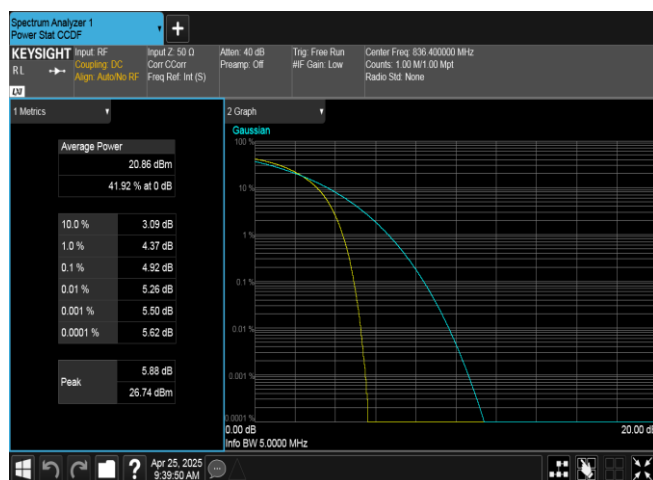 Spectrum Analyzer 1
Power Stat CCDF
+
KEYSIGHT
RL
LXI
Input: RF
Coupling: DC
Align: Auto/No RF
Input Z: 50 Ω
Corr CCorr
Freq Ref: Int (S)
Atten: 40 dB
Preamp: Off
Trig: Free Run
#IF Gain: Low
Center Freq: 836.400000 MHz
Counts: 1.00 M/1.00 Mpt
Radio Std: None
1 Metrics
Average Power
20.86 dBm
41.92 % at 0 dB
10.0 % 3.09 dB
1.0 % 4.37 dB
0.1 % 4.92 dB
0.01 % 5.26 dB
0.001 % 5.50 dB
0.0001 % 5.62 dB
Peak
5.88 dB
26.74 dBm
2 Graph
Gaussian
100 %
10 %
1 %
0.1 %
0.01 %
0.001 %
0.0001 %
0.00 dB
20.00 dB
Info BW 5.0000 MHz
?
Apr 25, 2025
9:39:50 AM